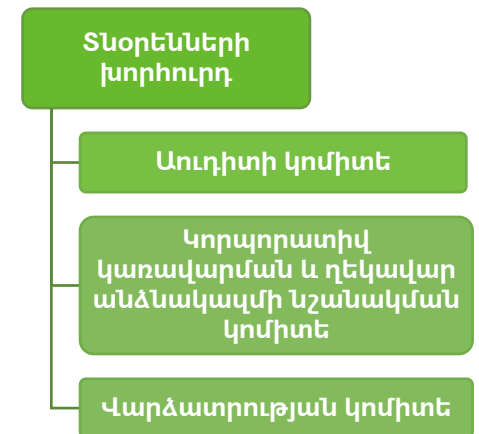 Տնօրենների
խորհուրդ
Աուդիտի կոմիտե
Կորպորատիվ
կառավարման և ղեկավար
անձնակազմի նշանակման
կոմիտե
Վարձատրության կոմիտե